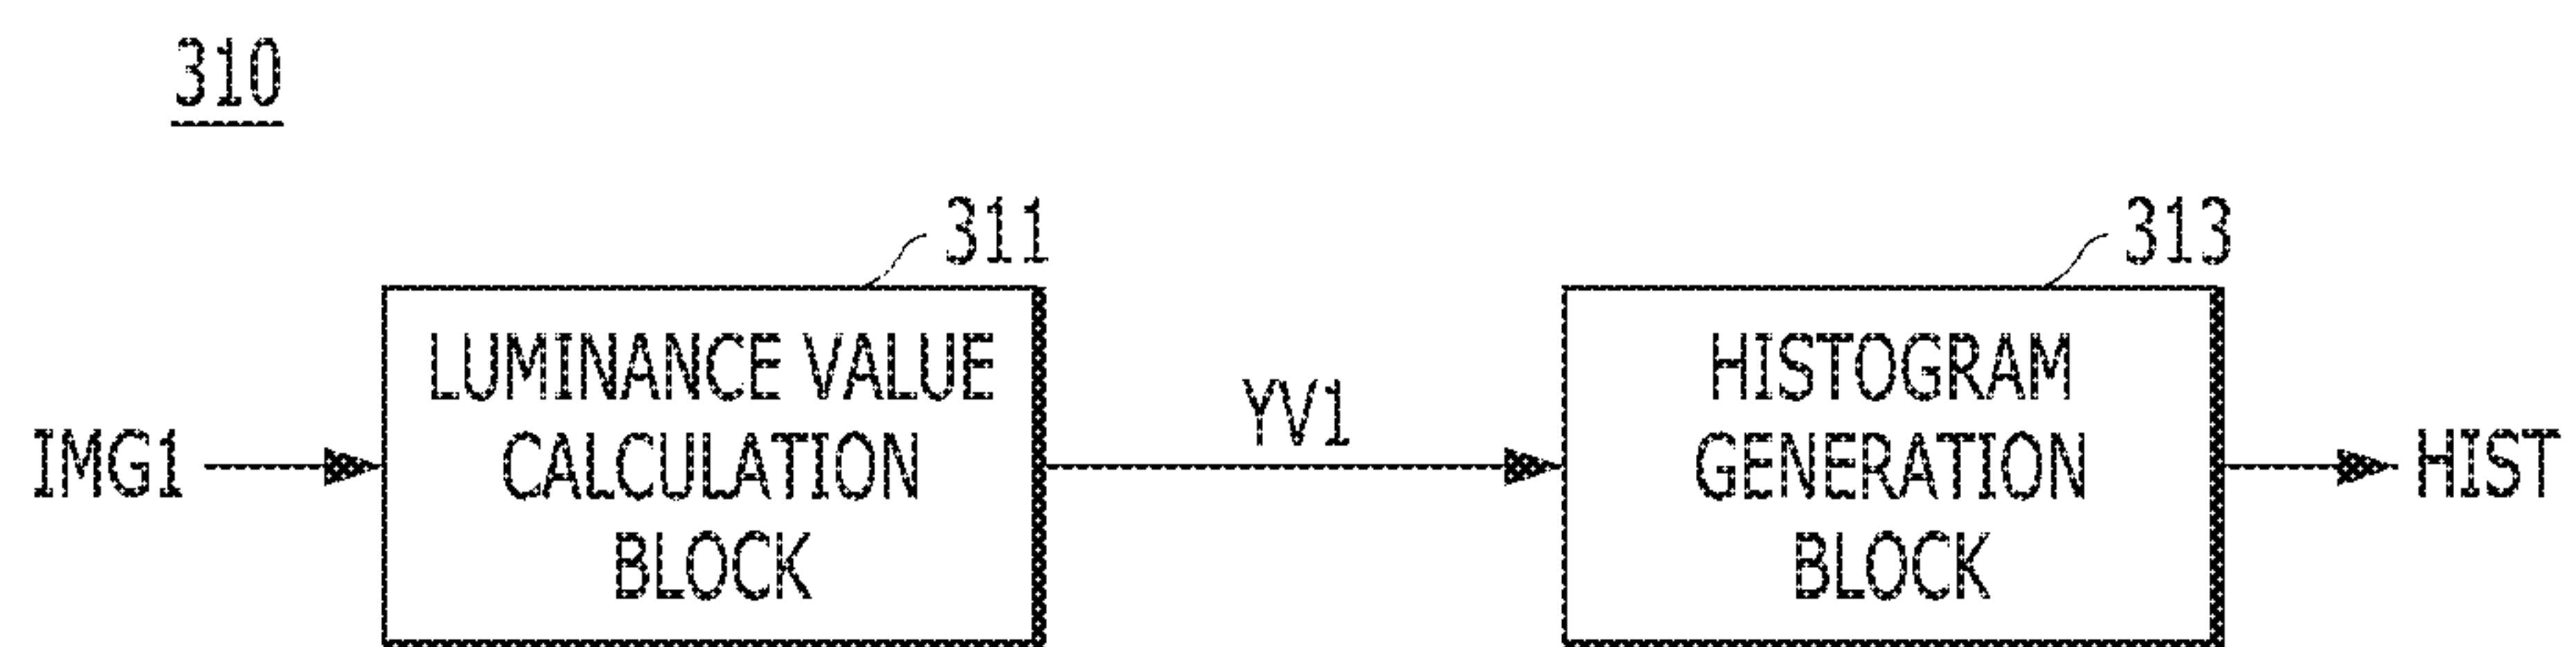 310
311
313
LUMINANCE VALUE
CALCULATION
BLOCK
IMG1
YV1
HISTOGRAM
GENERATION
BLOCK
HIST